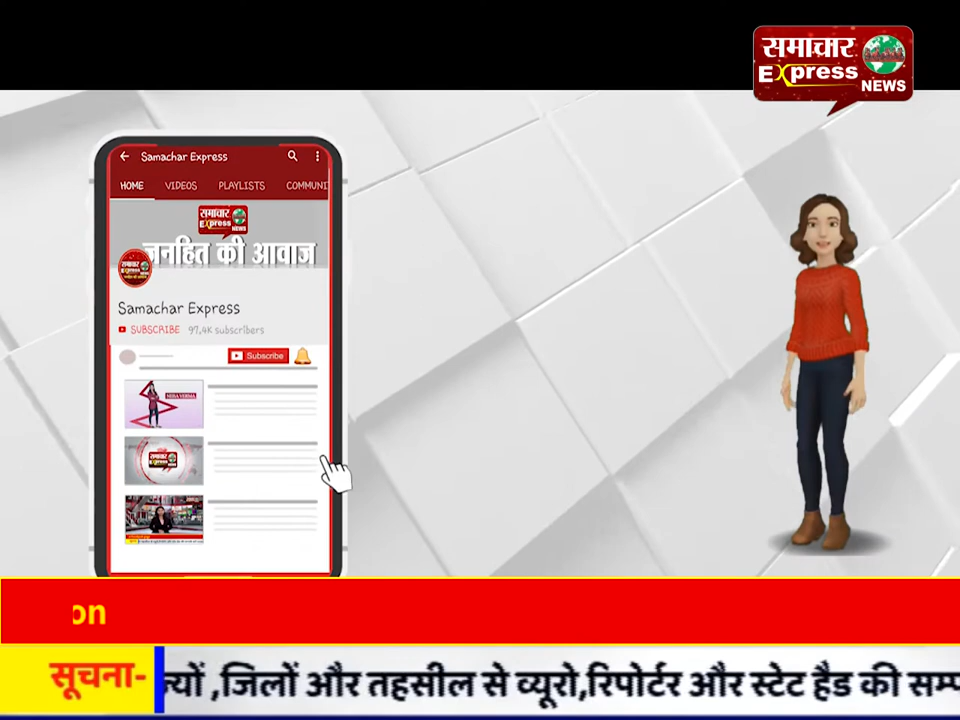 समाचार
Express
NEWS
Samachar Express
HOME VIDEOS PLAYLISTS COMMUNI
समाचार
Express
NEWS
जनहित की आवाज
Samachar Express
SUBSCRIBE 97.4K subscribers
Subscribe
on
सूचना- ज्यों ,जिलों और तहसील से व्यूरो,रिपोर्टर और स्टेट हैड की सम्प